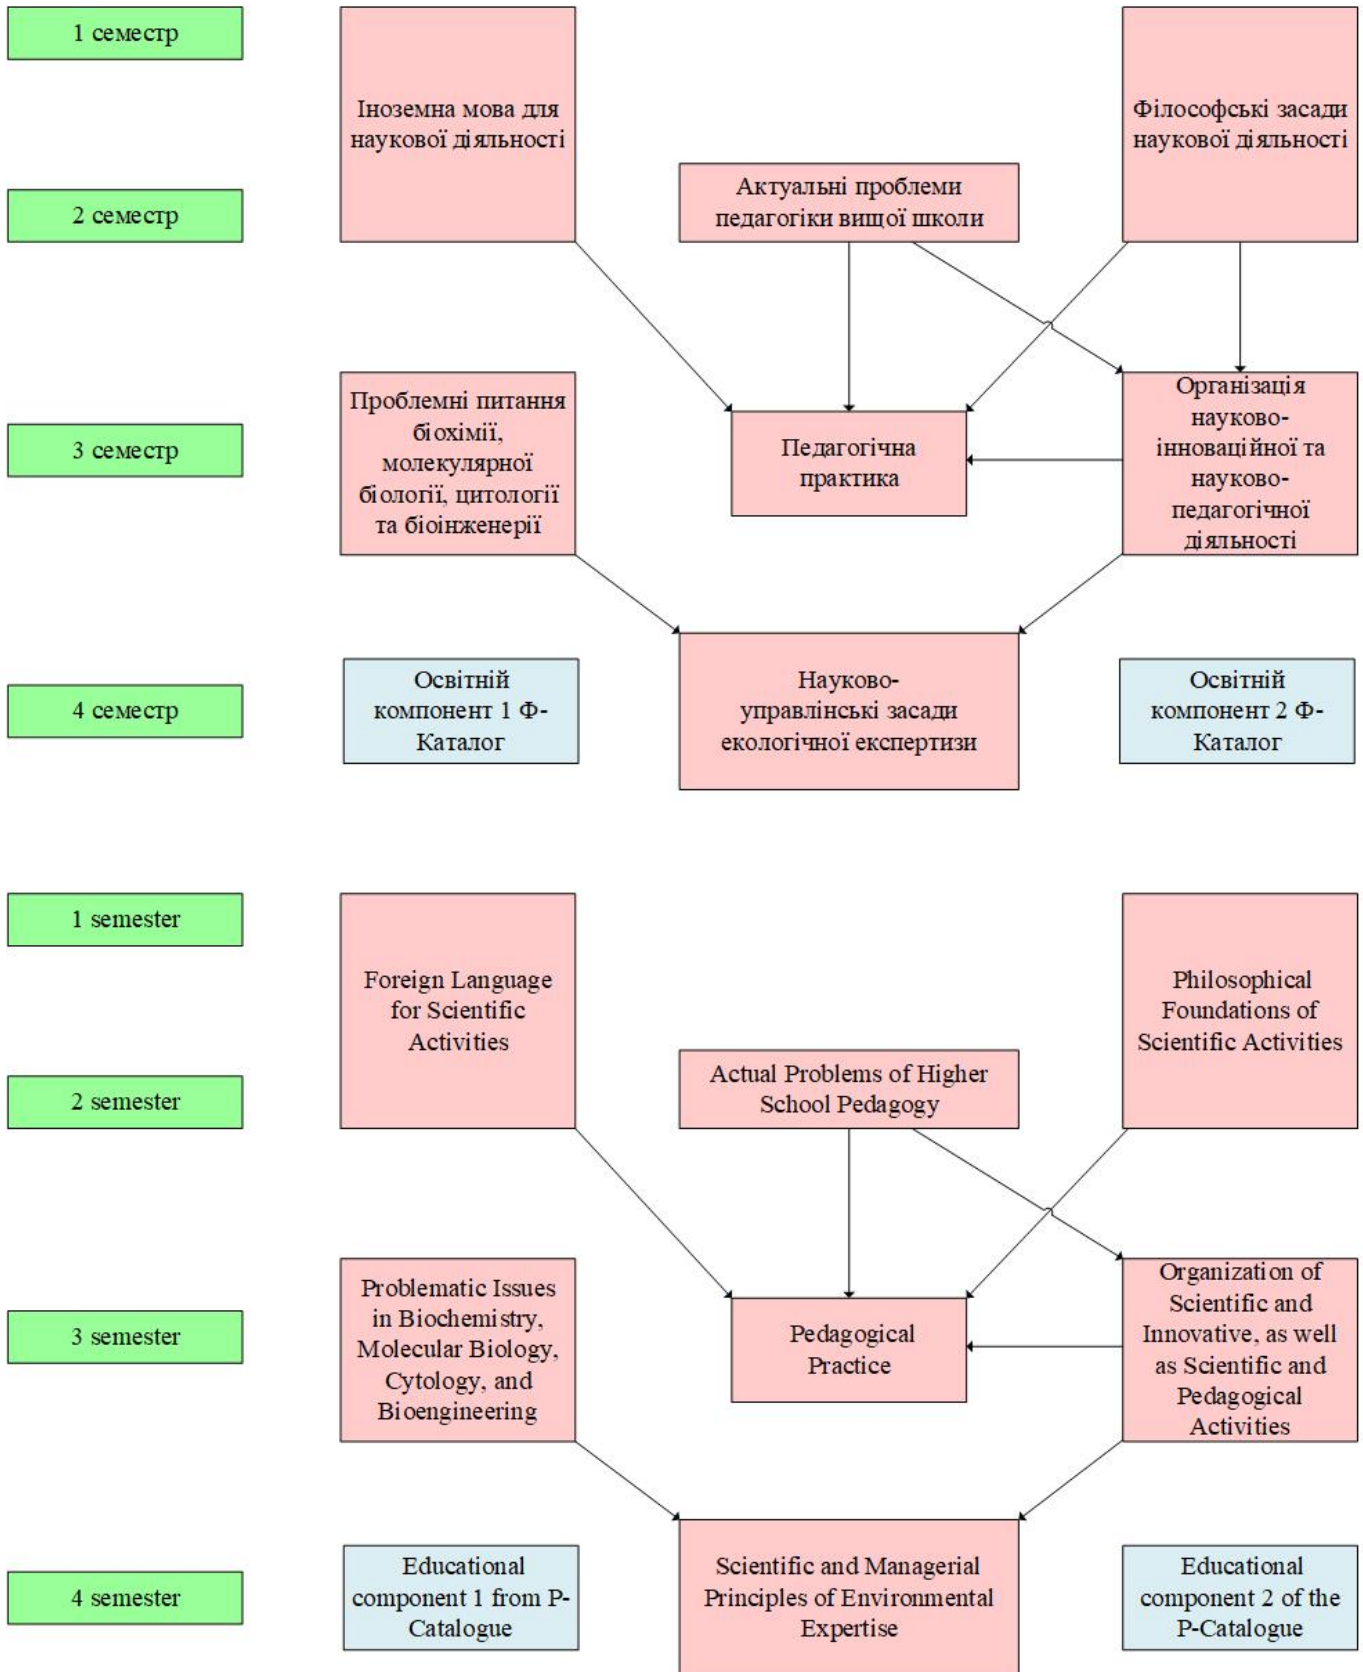 1 семестр
Іноземна мова для
наукової діяльності
Філософські засади
наукової діяльності
2 семестр
Актуальні проблеми
педагогіки вищої школи
3 семестр
Проблемні питання
біохімії,
молекулярної
біології, цитології
та біоінженерії
Педагогічна
практика
Організація
науково-
інноваційної та
науково-
педагогічної
діяльності
4 семестр
Освітній
компонент 1 Ф-
Каталог
Науково-
управлінські засади
екологічної експертизи
Освітній
компонент 2 Ф-
Каталог
1 semester
Foreign Language
for Scientific
Activities
Philosophical
Foundations of
Scientific Activities
2 semester
Actual Problems of Higher
School Pedagogy
3 semester
Problematic Issues
in Biochemistry,
Molecular Biology,
Cytology, and
Bioengineering
Pedagogical
Practice
Organization of
Scientific and
Innovative, as well
as Scientific and
Pedagogical
Activities
4 semester
Educational
component 1 from P-
Catalogue
Scientific and Managerial
Principles of Environmental
Expertise
Educational
component 2 of the
P-Catalogue